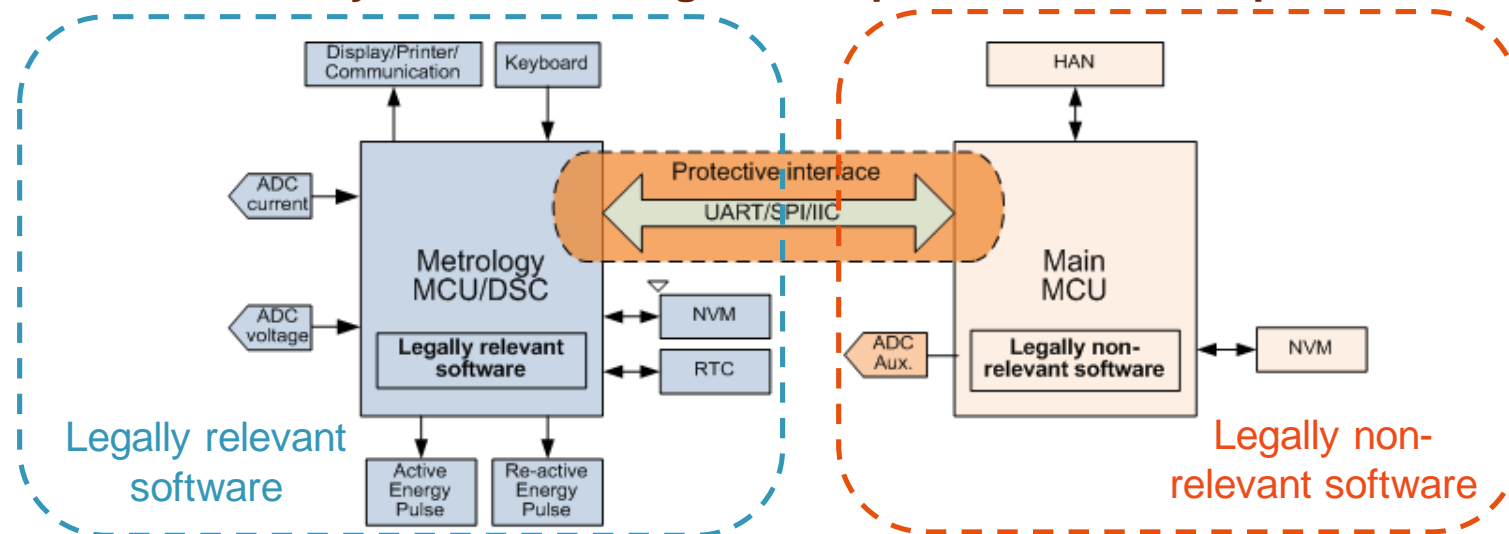 Display/Printer/
Communication
Keyboard
HAN
ADC
current
Protective interface
UART/SPI/IIC
Metrology
MCU/DSC
Main
MCU
ADC
voltage
NVM
Legally relevant
software
RTC
ADC
Aux.
Legally non-
relevant software
NVM
Legally relevant
software
Active
Energy
Pulse
Re-active
Energy
Pulse
Legally non-
relevant software